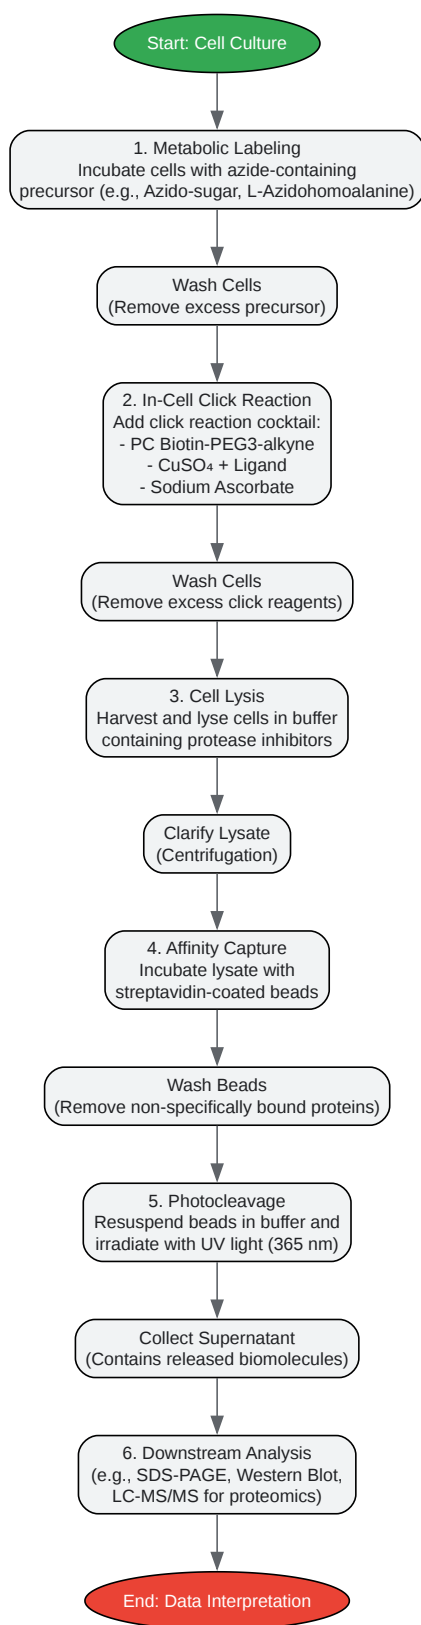 Start: Cell Culture
1. Metabolic Labeling
Incubate cells with azide-containing
precursor (e.g., Azido-sugar, L-Azidohomoalanine)
Wash Cells
(Remove excess precursor)
2. In-Cell Click Reaction
Add click reaction cocktail:
- PC Biotin-PEG3-alkyne
- CuSO₄ + Ligand
- Sodium Ascorbate
Wash Cells
(Remove excess click reagents)
3. Cell Lysis
Harvest and lyse cells in buffer
containing protease inhibitors
Clarify Lysate
(Centrifugation)
4. Affinity Capture
Incubate lysate with
streptavidin-coated beads
Wash Beads
(Remove non-specifically bound proteins)
5. Photocleavage
Resuspend beads in buffer and
irradiate with UV light (365 nm)
Collect Supernatant
(Contains released biomolecules)
6. Downstream Analysis
(e.g., SDS-PAGE, Western Blot,
LC-MS/MS for proteomics)
End: Data Interpretation